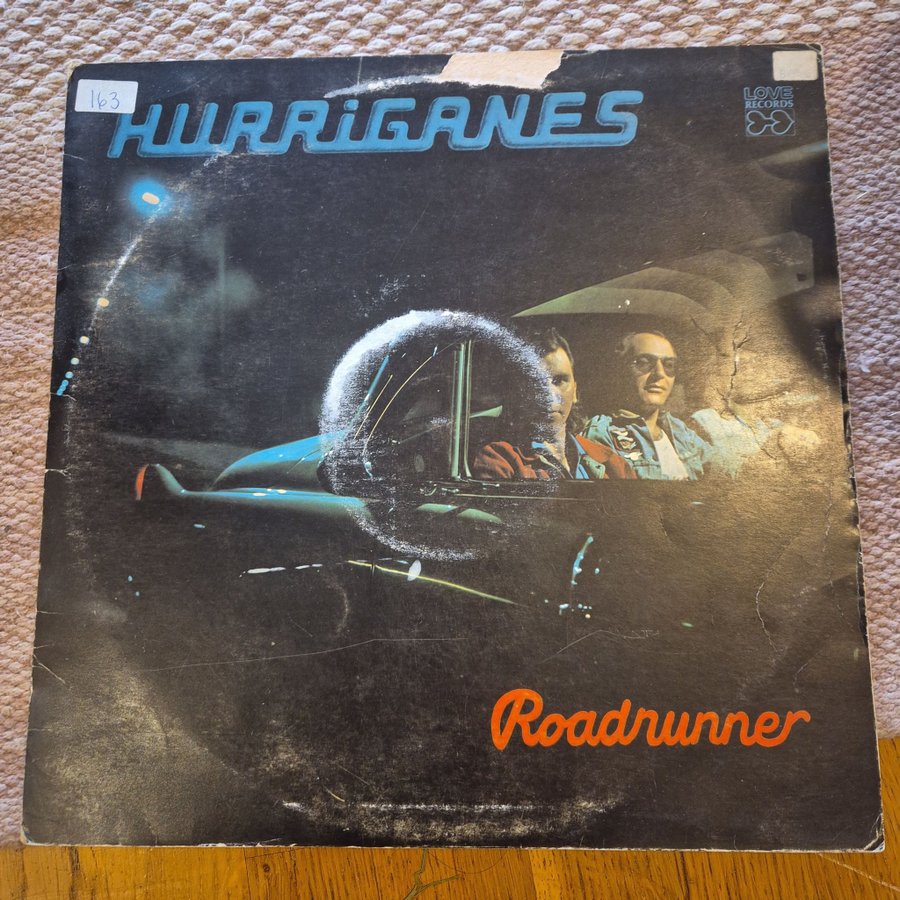 163
HURRiGANES
LOVE
RECORDS
Roadrunner